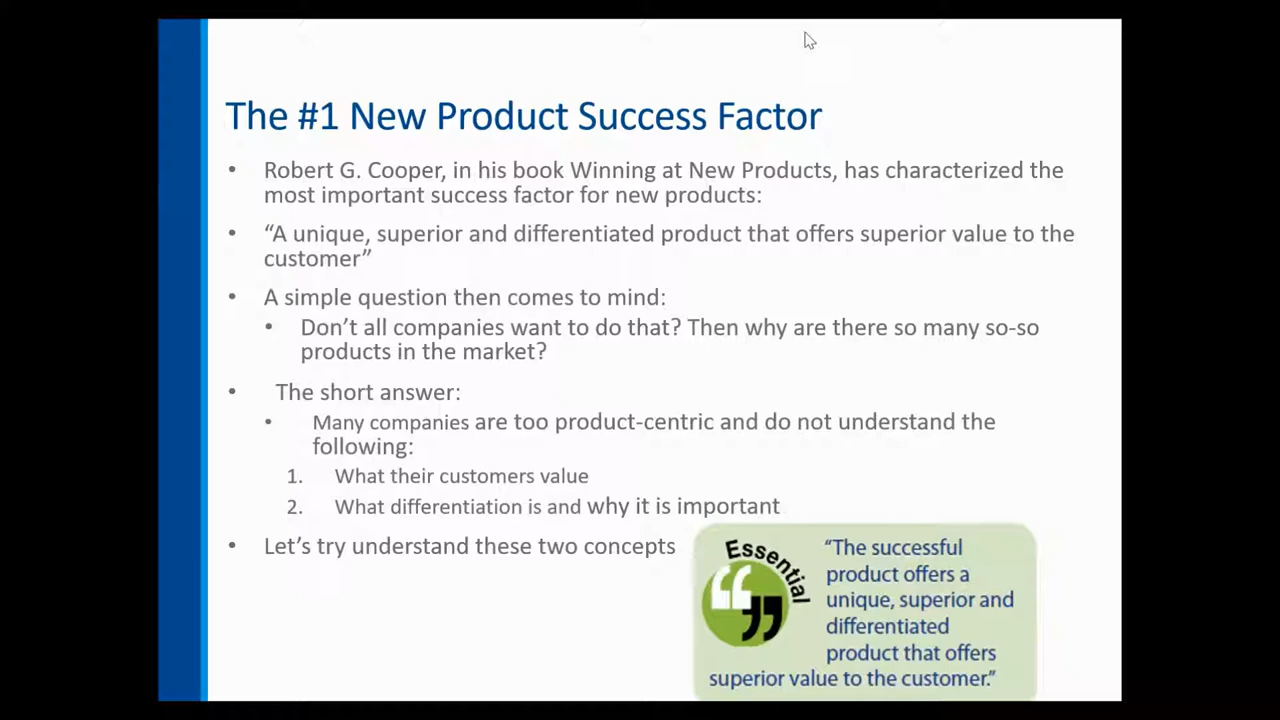 The #1 New Product Success Factor
• Robert G. Cooper, in his book Winning at New Products, has characterized the
most important success factor for new products:
• “A unique, superior and differentiated product that offers superior value to the
customer”
• A simple question then comes to mind:
• Don’t all companies want to do that? Then why are there so many so-so
products in the market?
• The short answer:
• Many companies are too product-centric and do not understand the
following:
1. What their customers value
2. What differentiation is and why it is important
• Let’s try understand these two concepts
Essential
“The successful
product offers a
unique, superior and
differentiated
product that offers
superior value to the customer.”